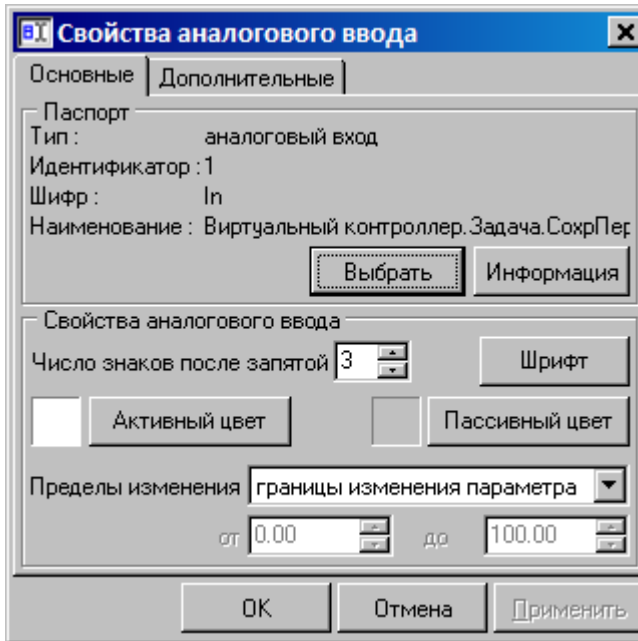 Свойства аналогового ввода
Основные Дополнительные
Паспорт
Тип : аналоговый вход
Идентификатор : 1
Шифр : In
Наименование : Виртуальный контроллер.Задача.СохрПер
Выбрать Информация
Свойства аналогового ввода
Число знаков после запятой 3 Шрифт
Активный цвет Пассивный цвет
Пределы изменения границы изменения параметра
от 0.00 до 100.00
OK Отмена Применить